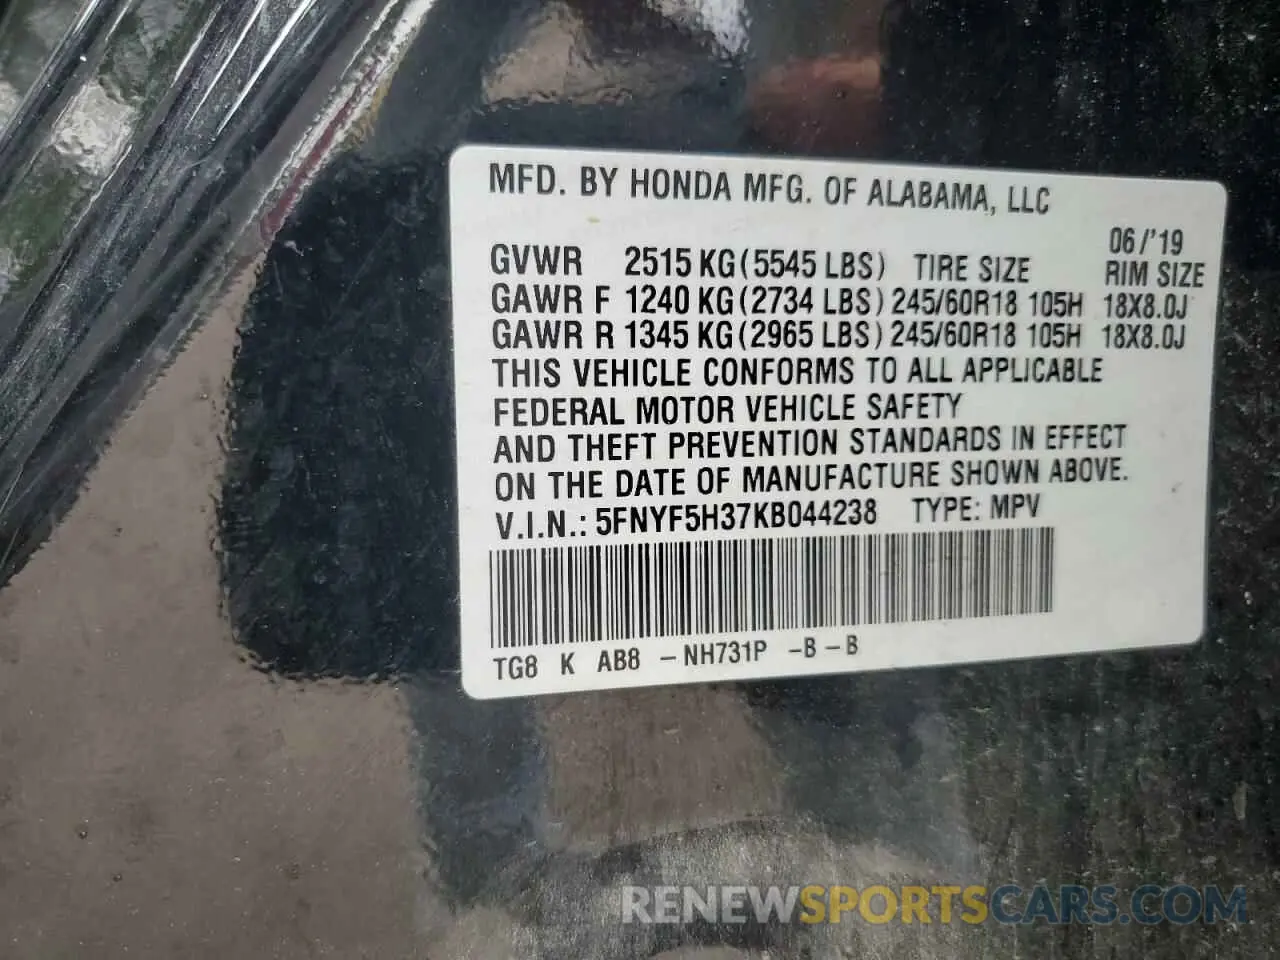 MFD. BY HONDA MFG. OF ALABAMA, LLC
06/'19
GVWR 2515 KG(5545 LBS) TIRE SIZE RIM SIZE
GAWR F 1240 KG(2734 LBS) 245/60R18 105H 18X8.0J
GAWR R 1345 KG(2965 LBS) 245/60R18 105H 18X8.0J
THIS VEHICLE CONFORMS TO ALL APPLICABLE
FEDERAL MOTOR VEHICLE SAFETY
AND THEFT PREVENTION STANDARDS IN EFFECT
ON THE DATE OF MANUFACTURE SHOWN ABOVE.
V.I.N.: 5FNYF5H37KB044238 TYPE: MPV
TG8 K AB8 -NH731P -B-B
RENEWSPORTSCARS.COM